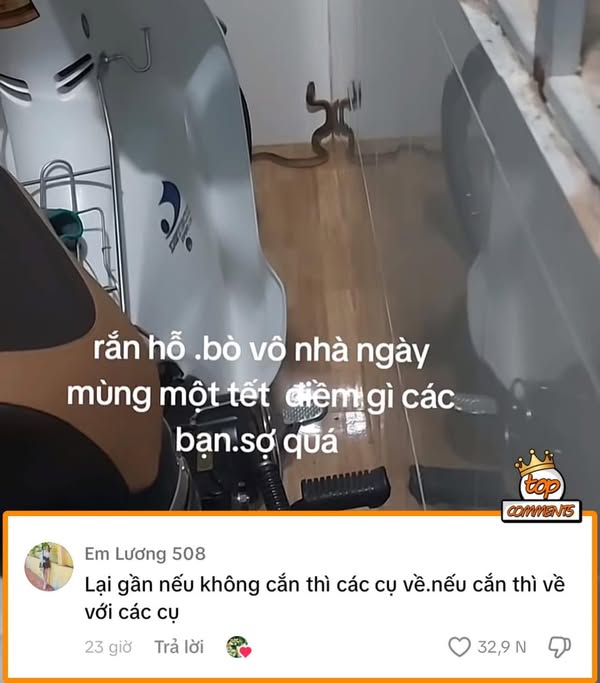 rắn hỗ .bò vô nhà ngày
mùng một tết điềm gì các
bạn.sợ quá
top
COMMENTS
Em Lương 508
Lại gần nếu không cắn thì các cụ về.nếu cắn thì về
với các cụ
23 giờ Trả lời 32,9 N